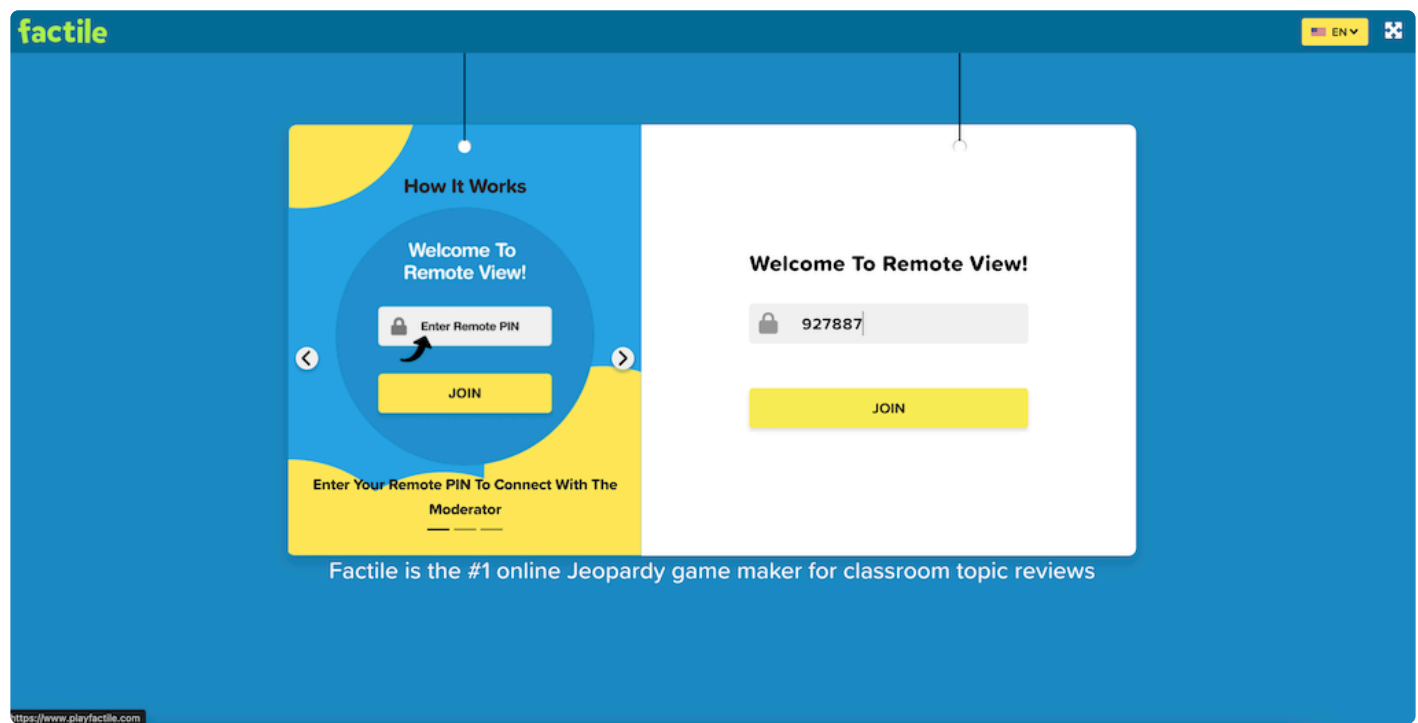 factile
EN
How It Works
Welcome To
Remote View!
Enter Remote PIN
JOIN
Enter Your Remote PIN To Connect With The
Moderator
Welcome To Remote View!
927887
JOIN
Factile is the #1 online Jeopardy game maker for classroom topic reviews
https://www.playfactile.com